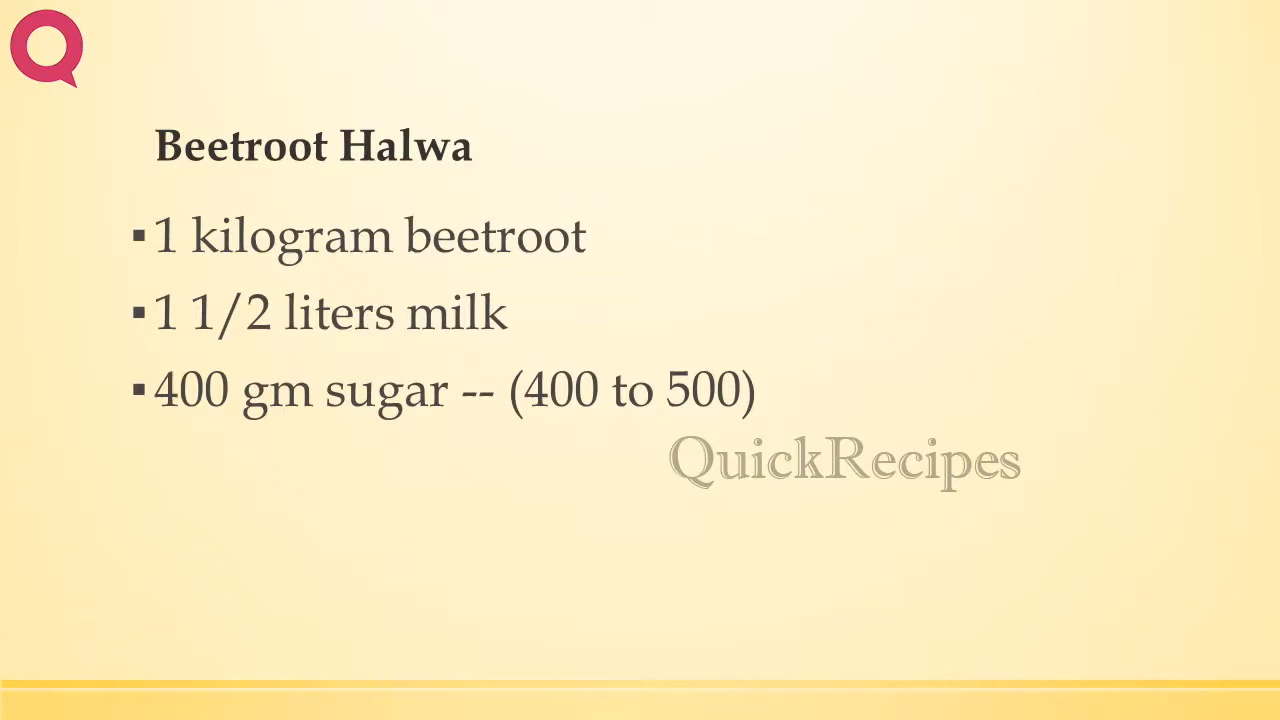 Beetroot Halwa
▪1 kilogram beetroot
▪1 1/2 liters milk
▪400 gm sugar -- (400 to 500)
QuickRecipes